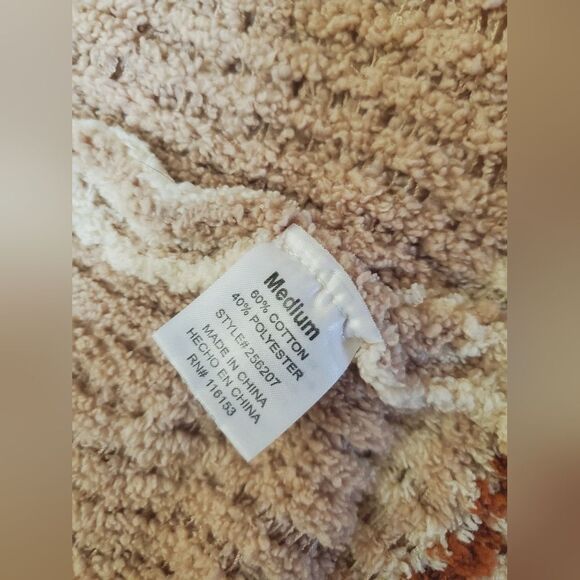 Medium
60% COTTON
40% POLYESTER
STYLE# 256207
MADE IN CHINA
HECHO EN CHINA
RN# 116153